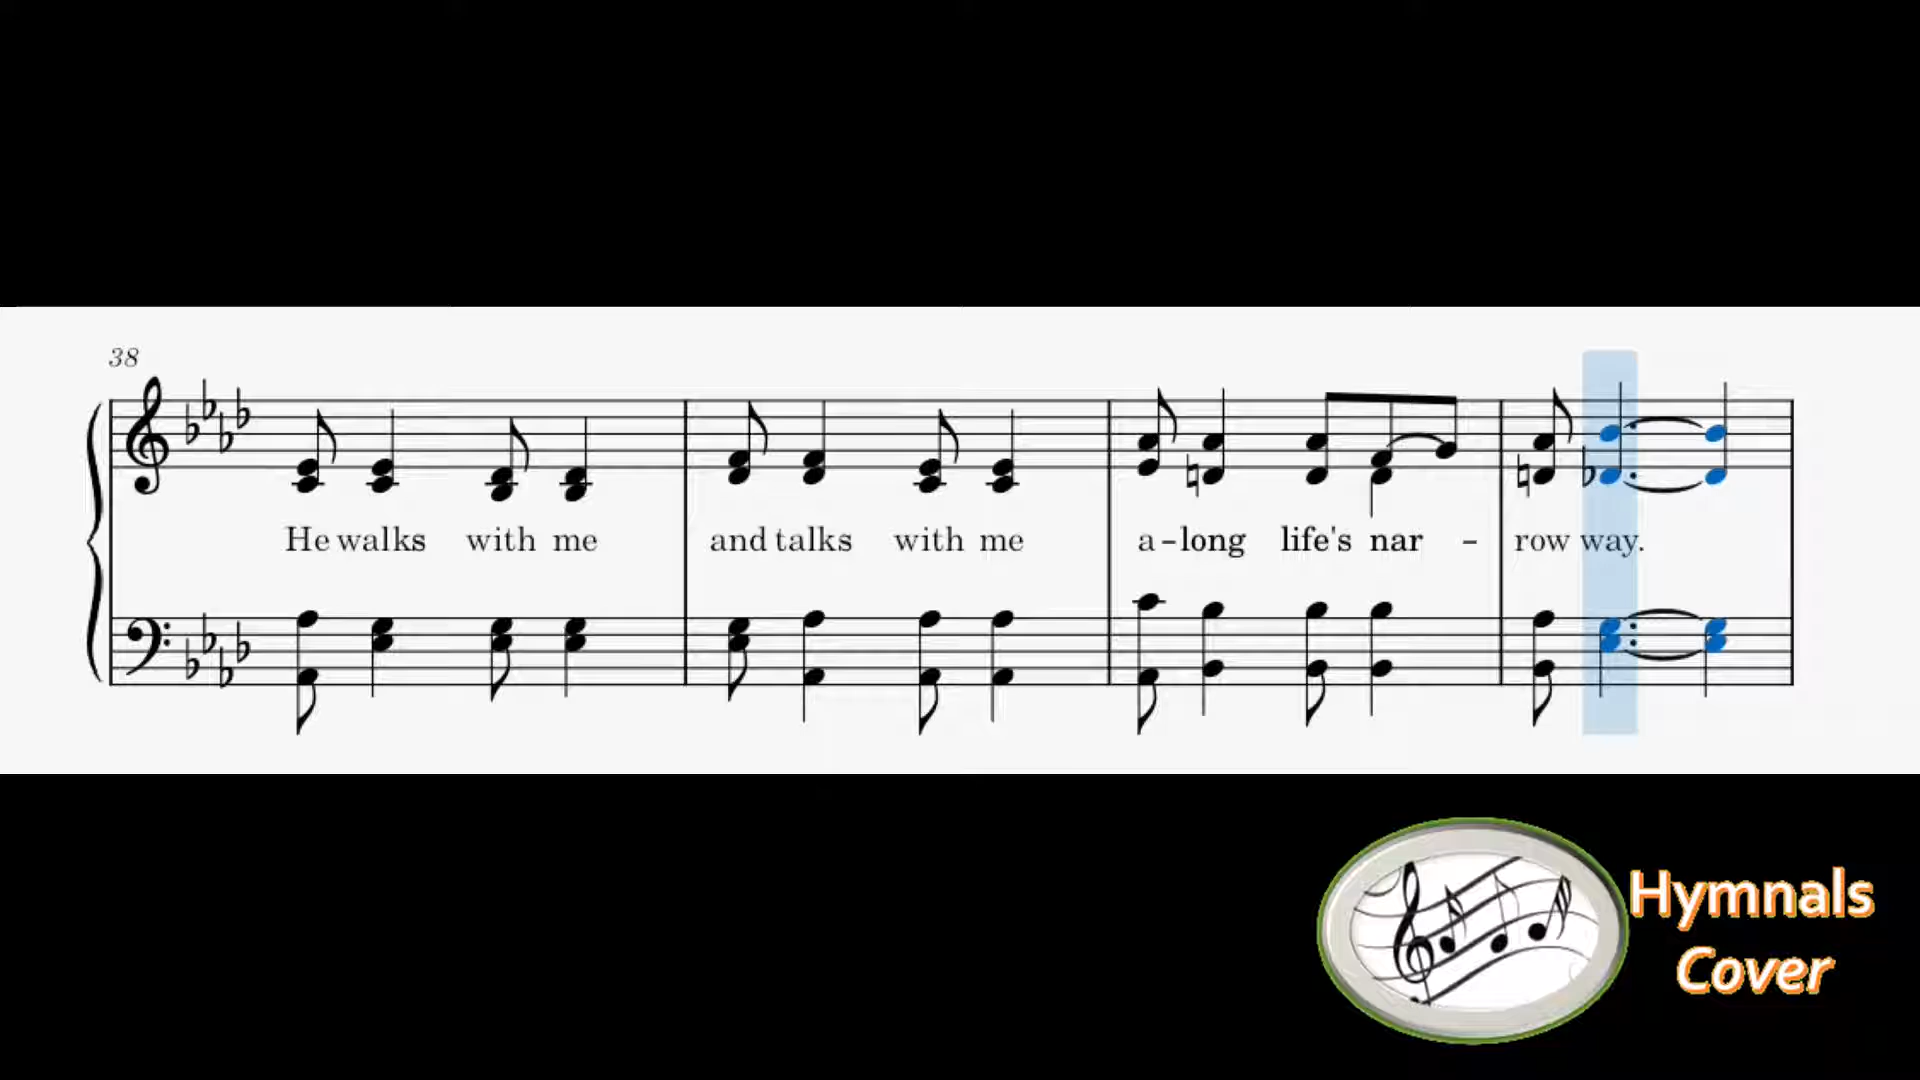 38
He walks with me and talks with me a-long life's nar - row way.
Hymnals
Cover